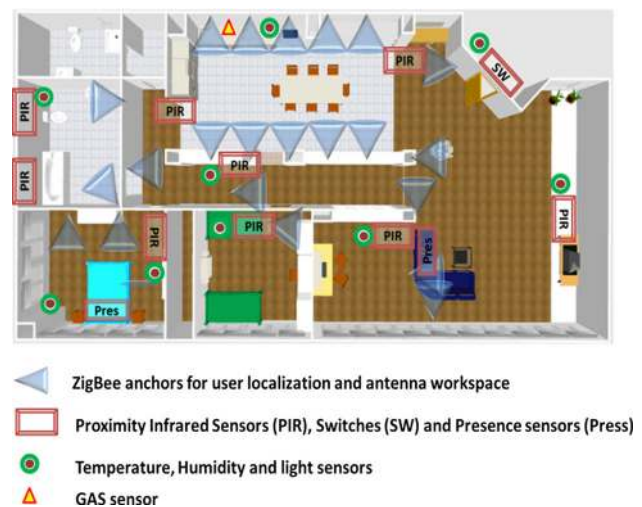 SW
PIR
PIR
PIR
PIR
PIR
PIR
PIR
PIR
PIR
Pres
Pres
ZigBee anchors for user localization and antenna workspace
Proximity Infrared Sensors (PIR), Switches (SW) and Presence sensors (Press)
Temperature, Humidity and light sensors
GAS sensor